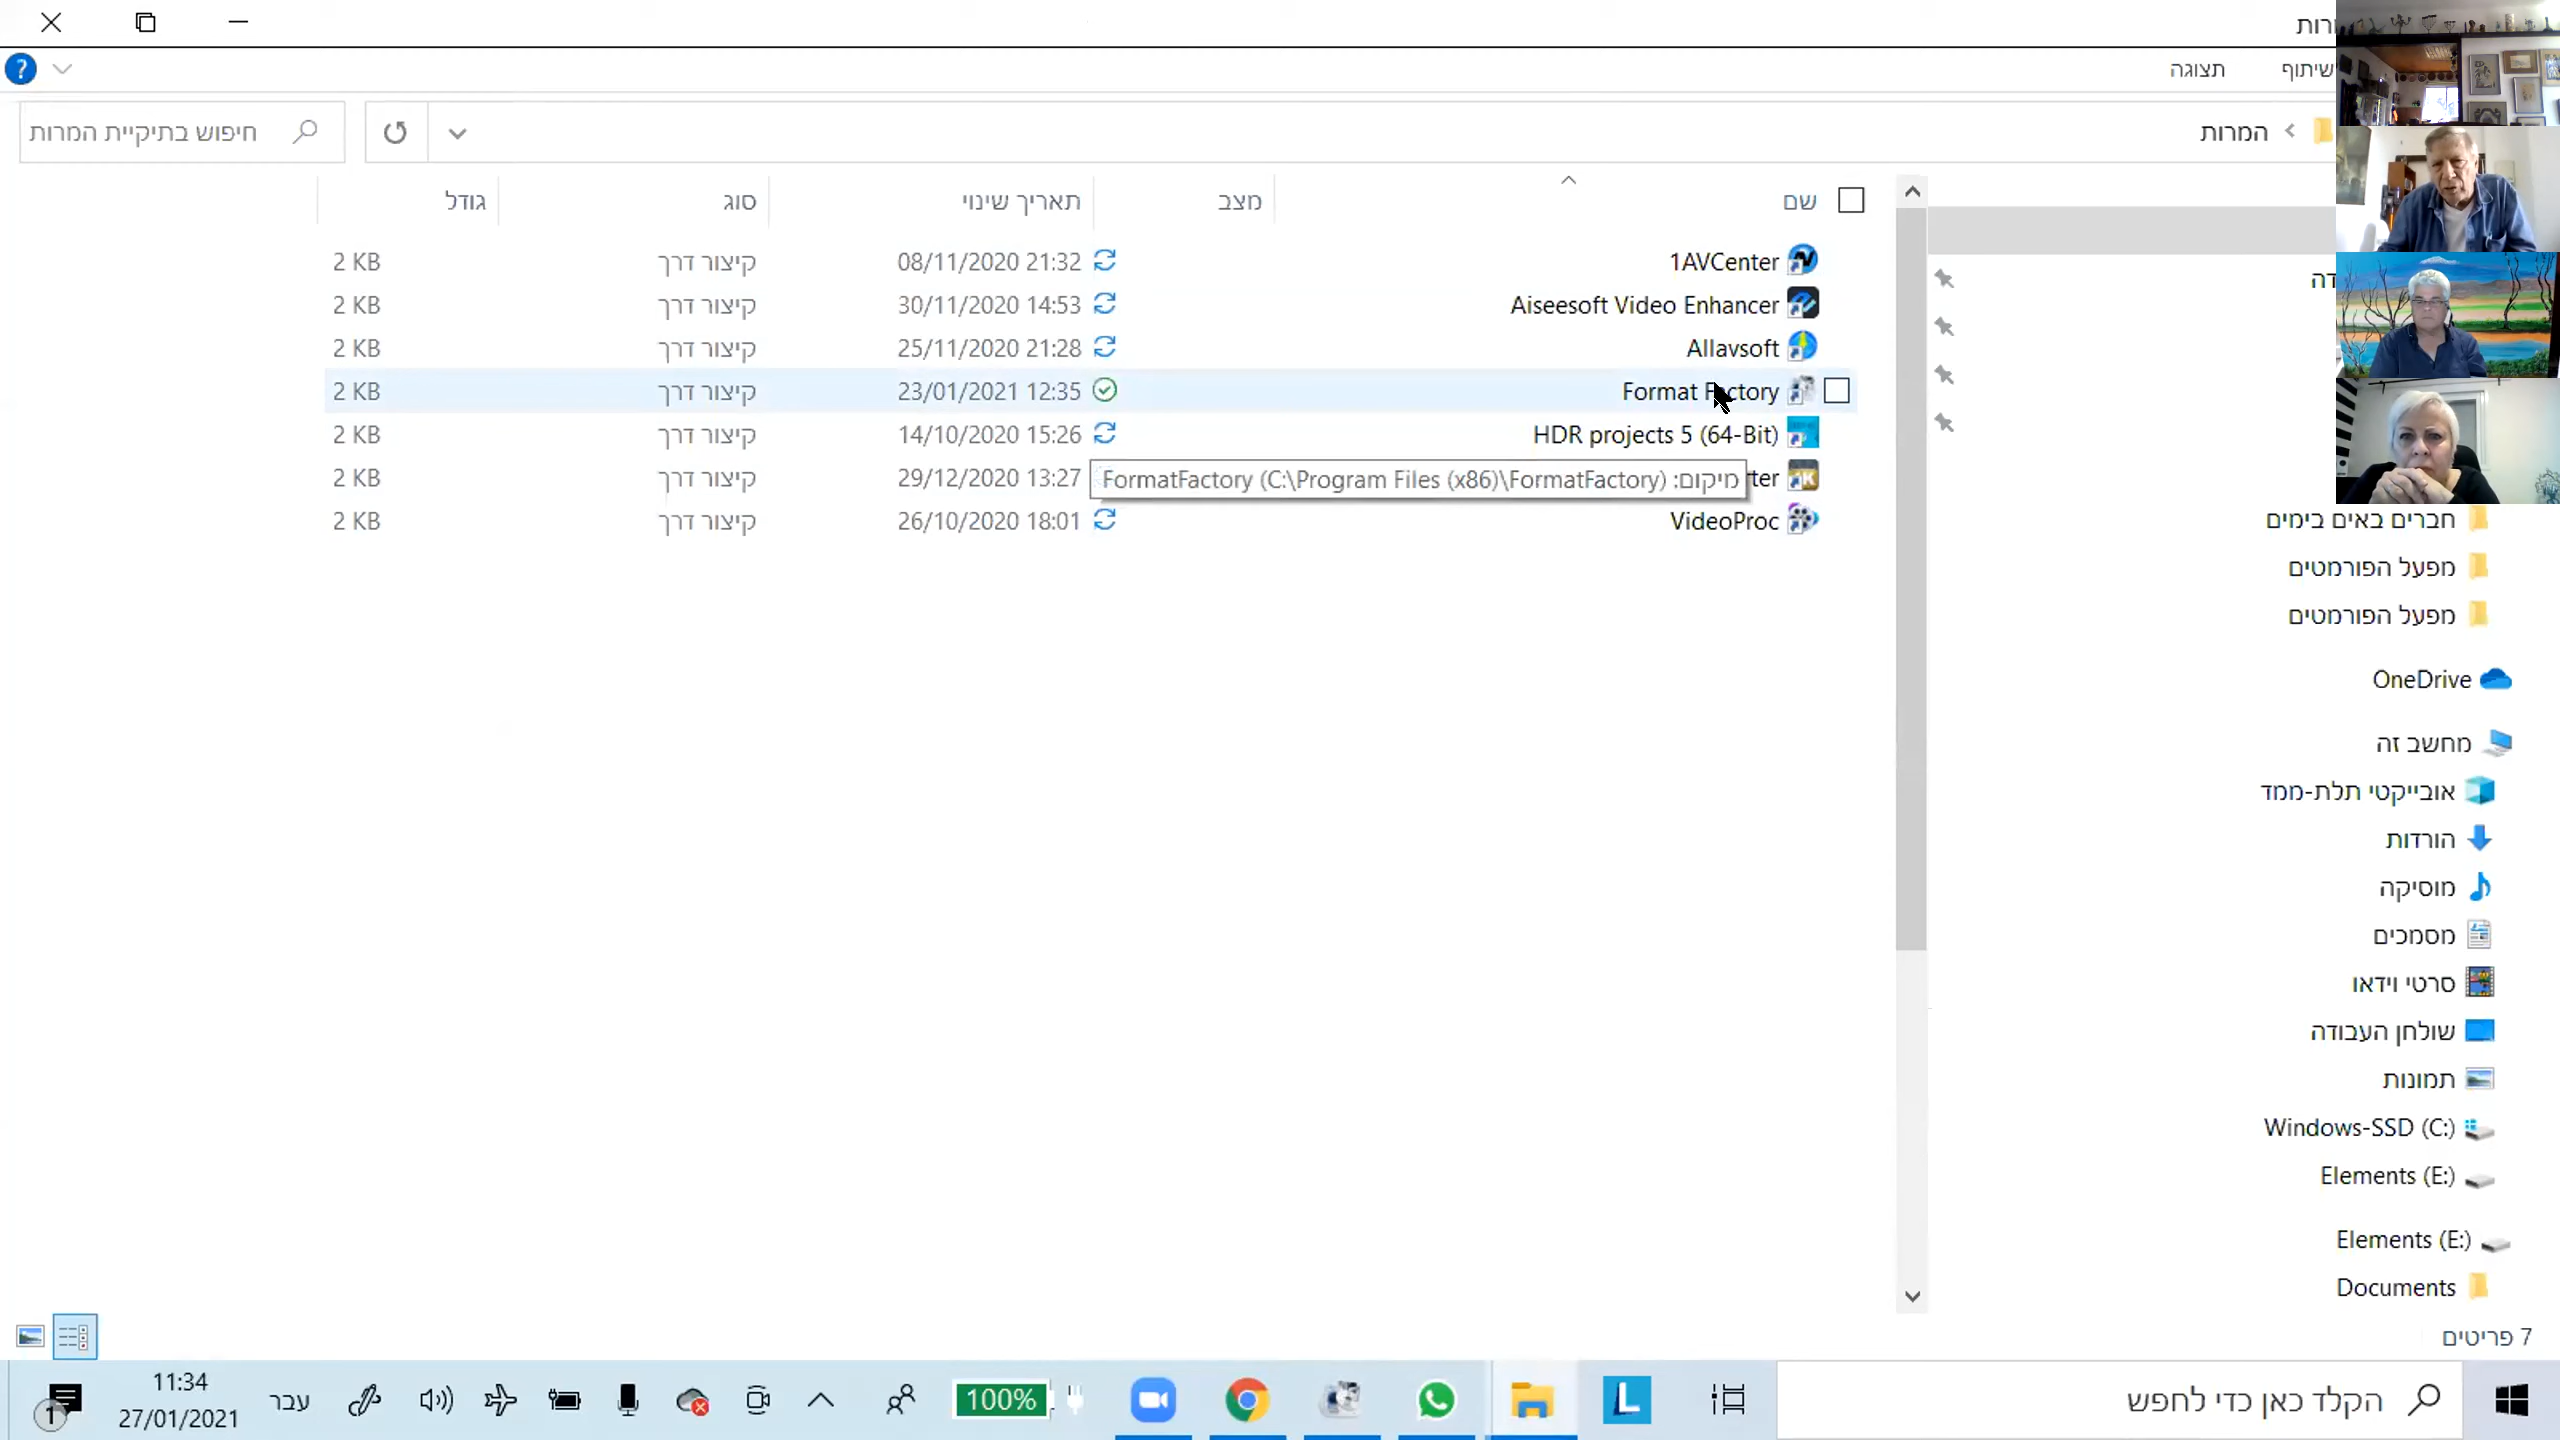 המרות
שיתוף
תצוגה
המרות
חיפוש בתיקיית המרות
שם
מצב
תאריך שינוי
סוג
גודל
1AVCenter
08/11/2020 21:32
קיצור דרך
2 KB
Aiseesoft Video Enhancer
30/11/2020 14:53
קיצור דרך
2 KB
Allavsoft
25/11/2020 21:28
קיצור דרך
2 KB
Format Factory
23/01/2021 12:35
קיצור דרך
2 KB
HDR projects 5 (64-Bit)
14/10/2020 15:26
קיצור דרך
2 KB
מיקום: FormatFactory (C:\Program Files (x86)\FormatFactory)
29/12/2020 13:27
קיצור דרך
2 KB
VideoProc
26/10/2020 18:01
קיצור דרך
2 KB
חברים באים בימים
מפעל הפורמטים
מפעל הפורמטים
OneDrive
מחשב זה
אובייקטי תלת-ממד
הורדות
מוסיקה
מסמכים
סרטי וידאו
שולחן העבודה
תמונות
Windows-SSD (C:)
Elements (E:)
Elements (E:)
Documents
7 פריטים
הקלד כאן כדי לחפש
100%
עבר
11:34
27/01/2021
1